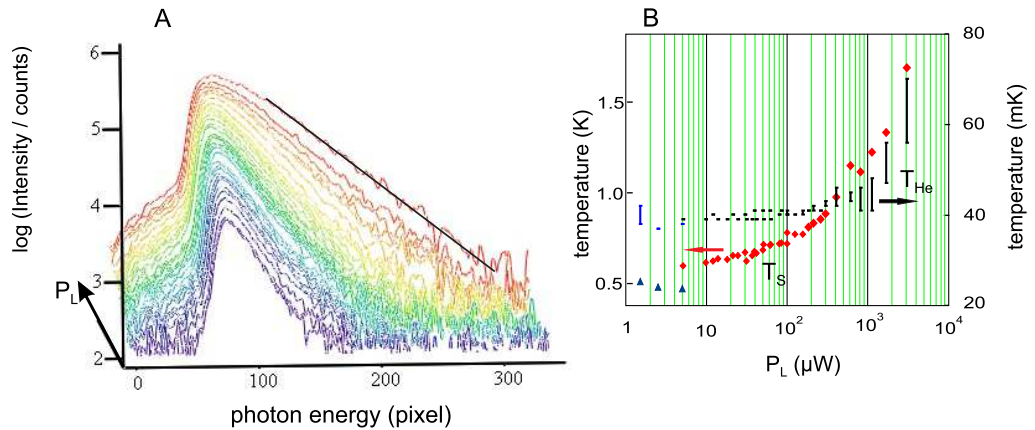 A
log (Intensity / counts)
6
5
4
3
2
P_L
0
100
200
300
photon energy (pixel)
B
temperature (K)
1.5
1.0
0.5
80
60
40
20
temperature (mK)
T_He
T_S
1
10
10^2
10^3
10^4
P_L (µW)